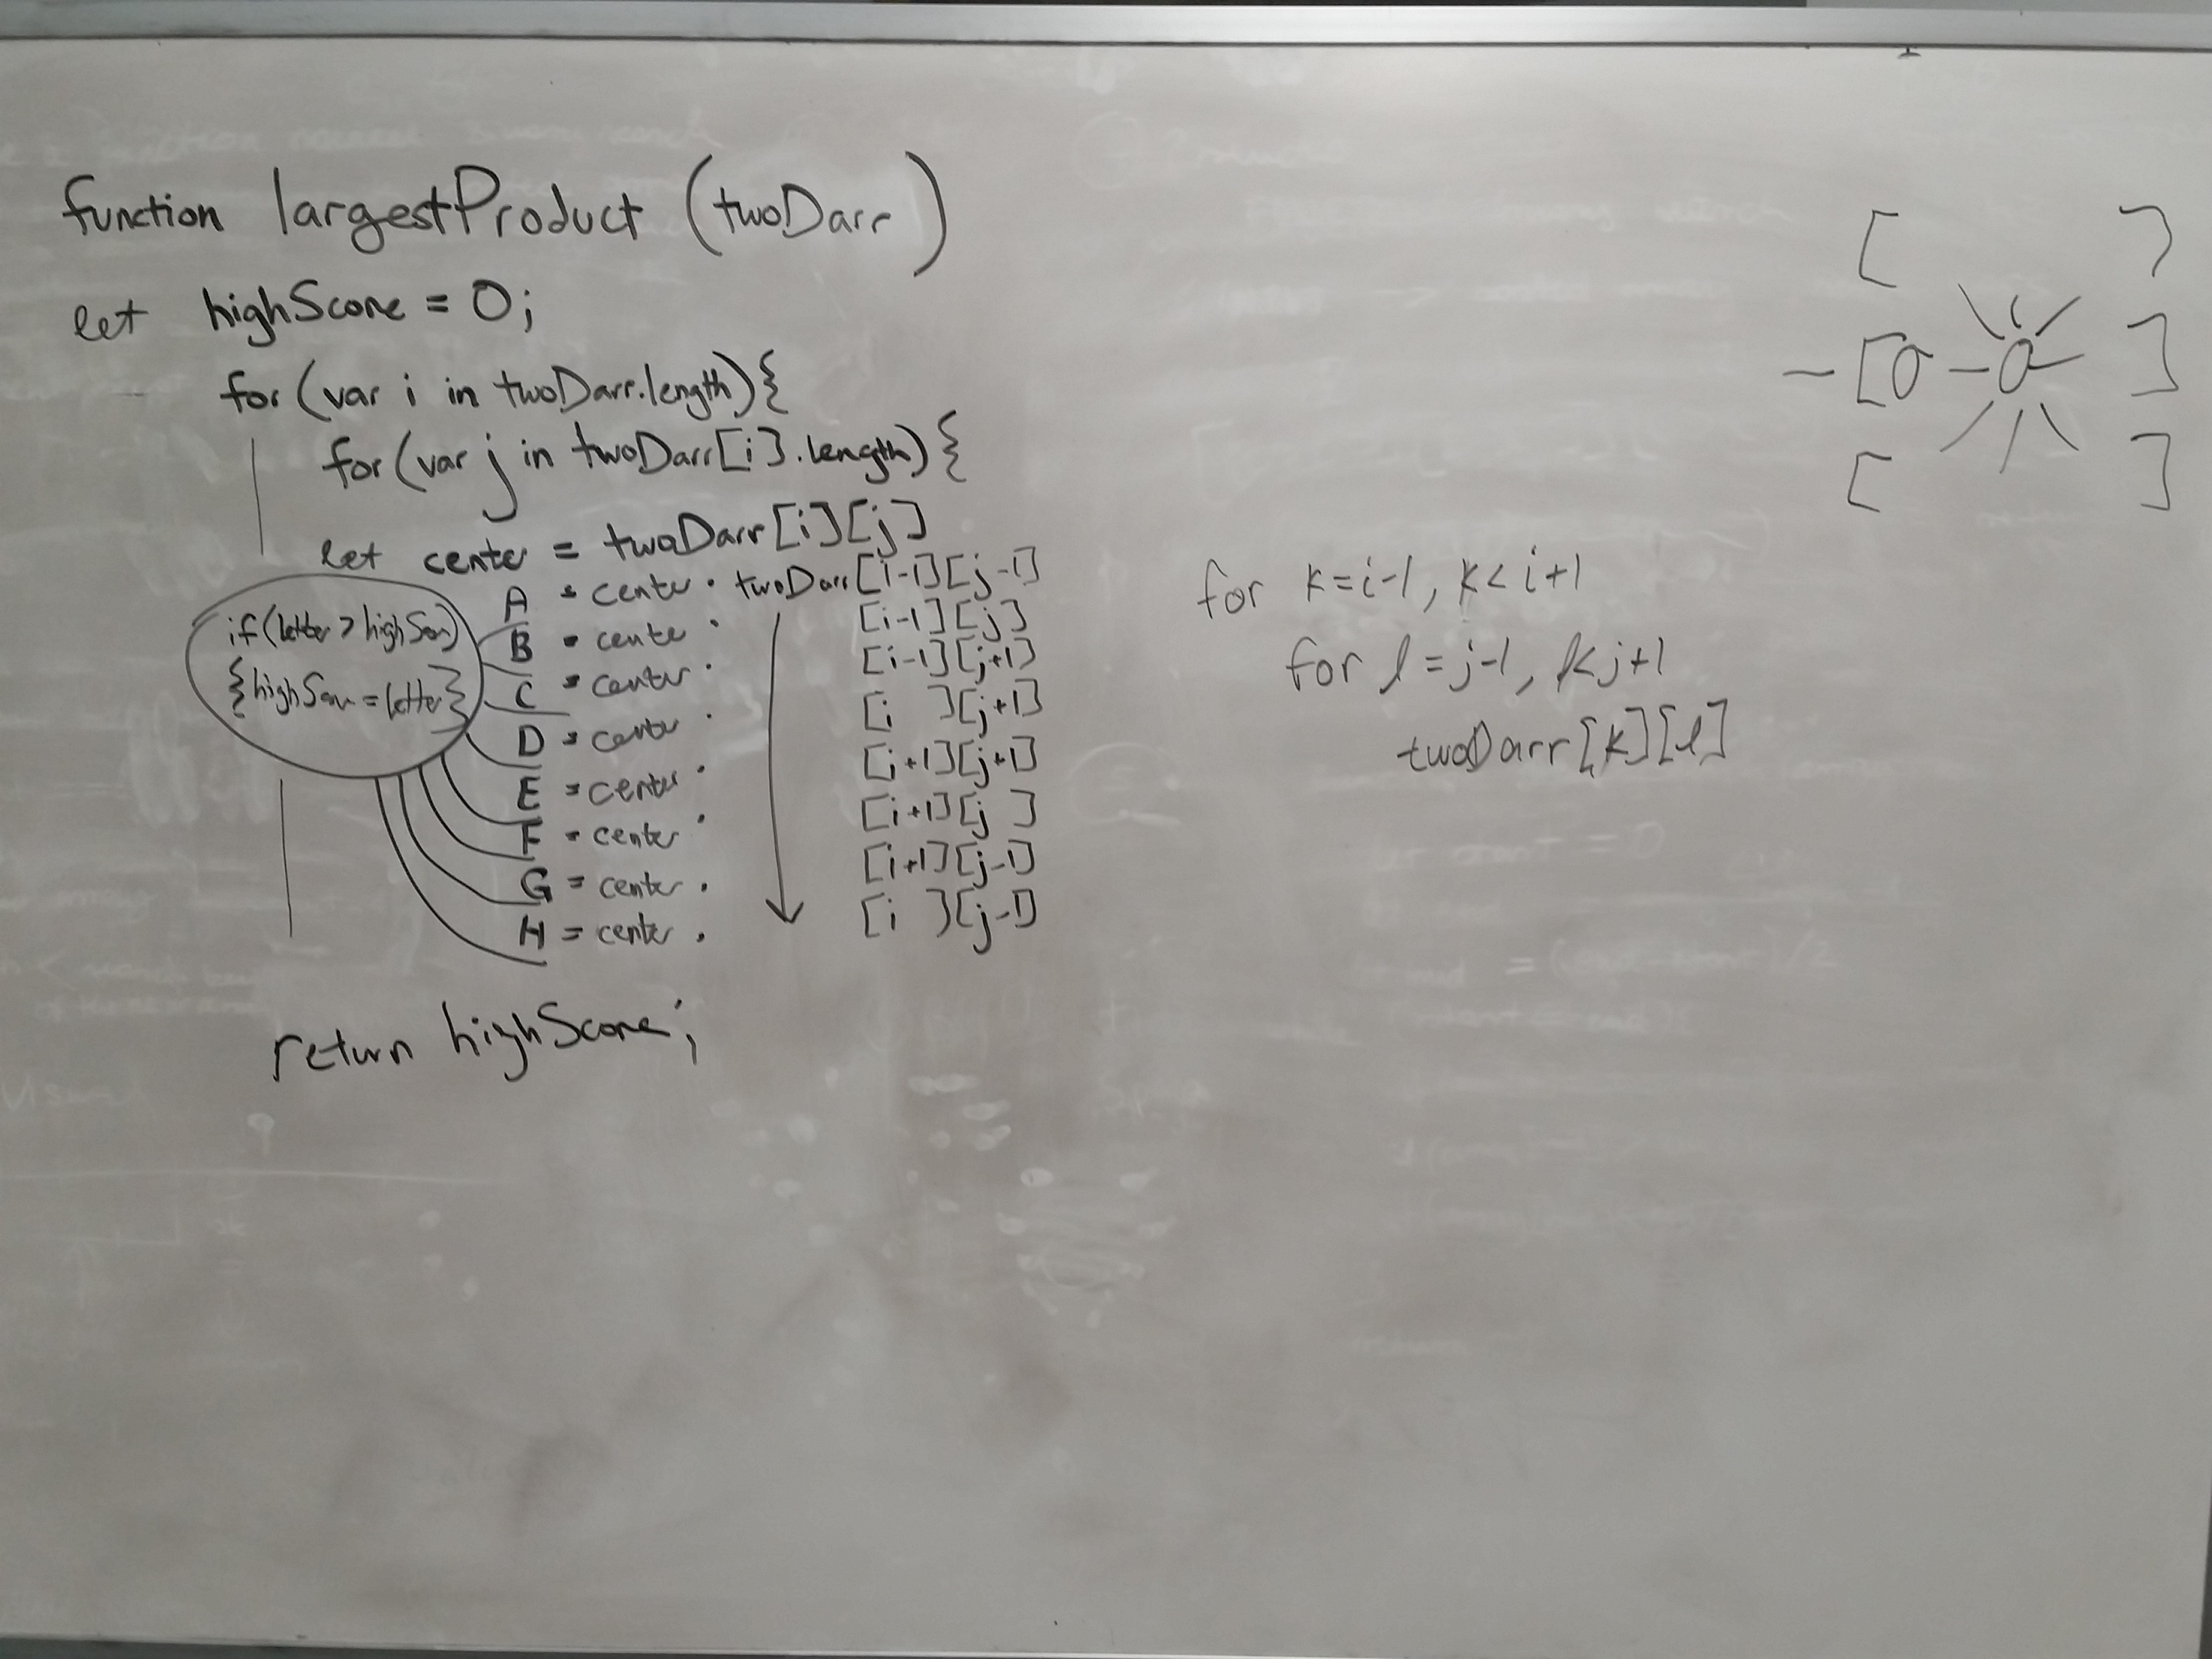 function largestProduct (twoDarr)
let highScore = 0;
for (var i in twoDarr.length){
for (var j in twoDarr[i].length){
let center = twoDarr[i][j]
A = center · twoDarr[i-1][j-1]
B = center · [i-1][j]
C = center · [i-1][j+1]
D = center · [i ][j+1]
E = center · [i+1][j+1]
F = center · [i+1][j ]
G = center · [i+1][j-1]
H = center · [i ][j-1]
if (letter > highScore)
{highScore = letter}
return highScore;
for k=i-1, k<i+1
for l=j-1, l<j+1
twoDarr[k][l]
[ ]
-[0-0- ]
[ ]